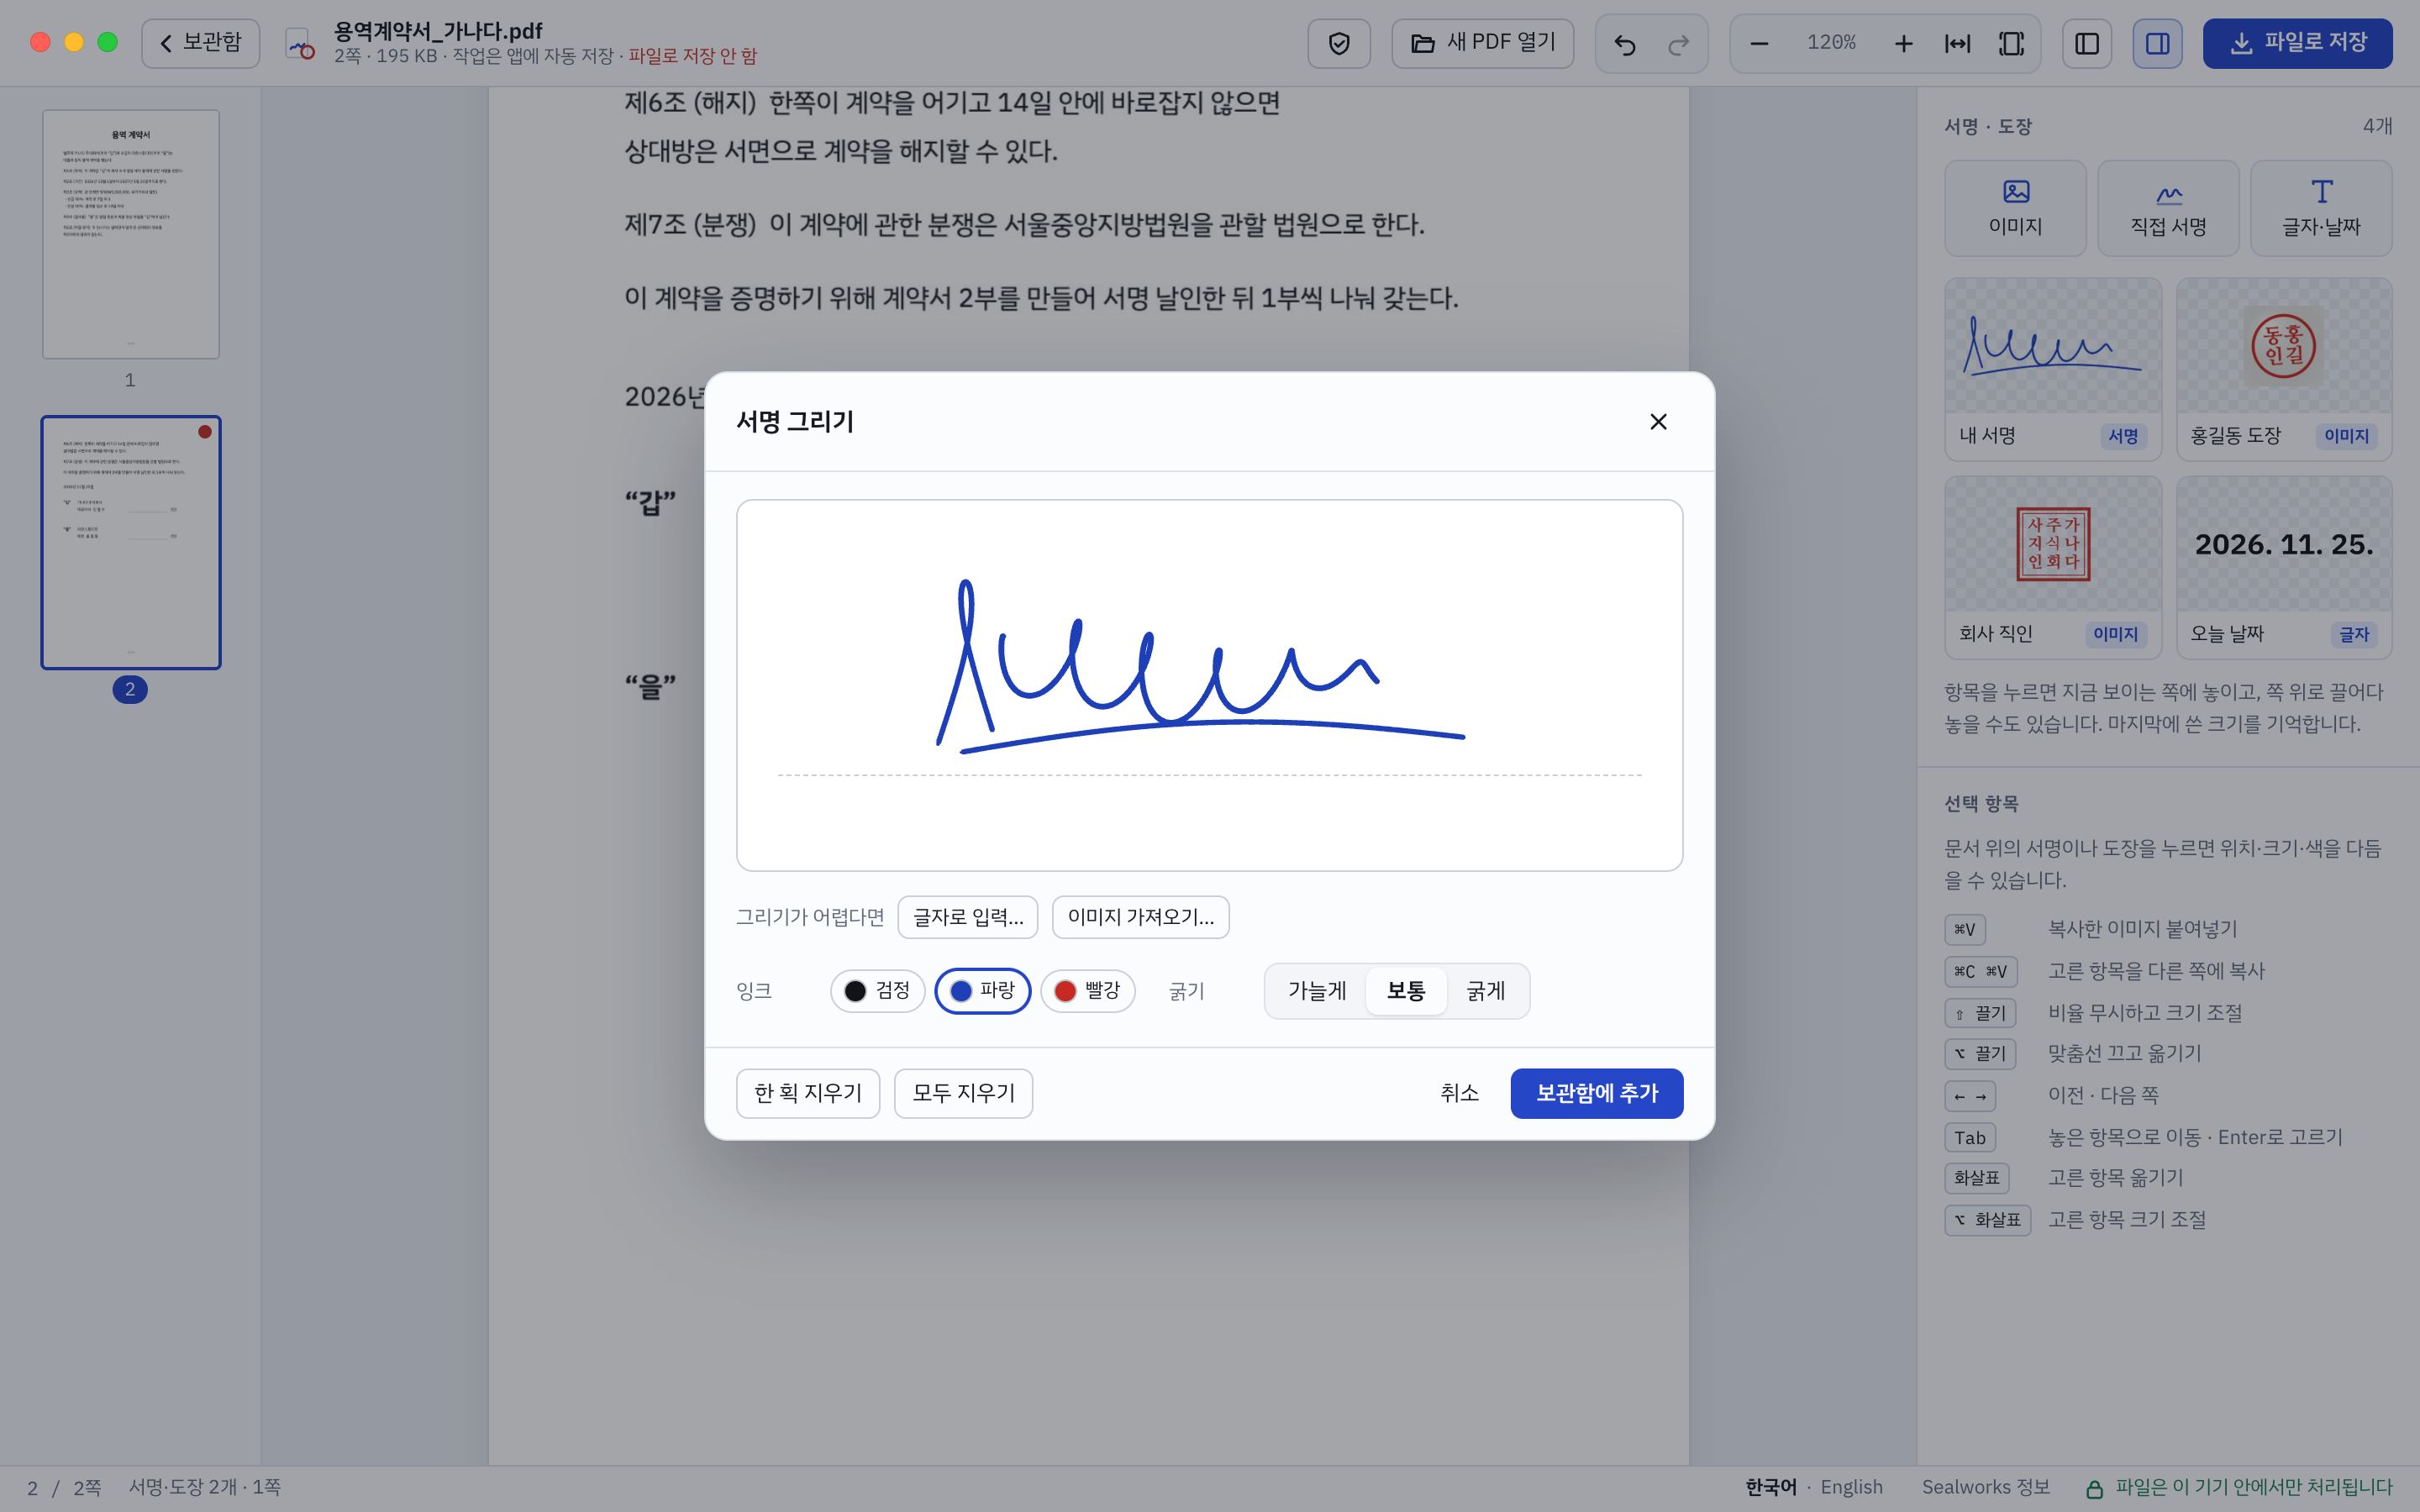 보관함
용역계약서_가나다.pdf
2쪽 · 195 KB · 작업은 앱에 자동 저장 · 파일로 저장 안 함
새 PDF 열기
120%
파일로 저장
용역 계약서
1
2
제6조 (해지) 한쪽이 계약을 어기고 14일 안에 바로잡지 않으면
상대방은 서면으로 계약을 해지할 수 있다.
제7조 (분쟁) 이 계약에 관한 분쟁은 서울중앙지방법원을 관할 법원으로 한다.
이 계약을 증명하기 위해 계약서 2부를 만들어 서명 날인한 뒤 1부씩 나눠 갖는다.
2026년
“갑”
“을”
서명 그리기
그리기가 어렵다면
글자로 입력...
이미지 가져오기...
잉크
검정
파랑
빨강
굵기
가늘게
보통
굵게
한 획 지우기
모두 지우기
취소
보관함에 추가
서명 · 도장
4개
이미지
직접 서명
글자·날짜
내 서명
서명
동홍
인길
홍길동 도장
이미지
사주가
지식나
인회다
회사 직인
이미지
2026. 11. 25.
오늘 날짜
글자
항목을 누르면 지금 보이는 쪽에 놓이고, 쪽 위로 끌어다
놓을 수도 있습니다. 마지막에 쓴 크기를 기억합니다.
선택 항목
문서 위의 서명이나 도장을 누르면 위치·크기·색을 다듬
을 수 있습니다.
⌘V 복사한 이미지 붙여넣기
⌘C ⌘V 고른 항목을 다른 쪽에 복사
⇧ 끌기 비율 무시하고 크기 조절
⌥ 끌기 맞춤선 끄고 옮기기
← → 이전 · 다음 쪽
Tab 놓은 항목으로 이동 · Enter로 고르기
화살표 고른 항목 옮기기
⌥ 화살표 고른 항목 크기 조절
2 / 2쪽
서명·도장 2개 · 1쪽
한국어 · English
Sealworks 정보
파일은 이 기기 안에서만 처리됩니다